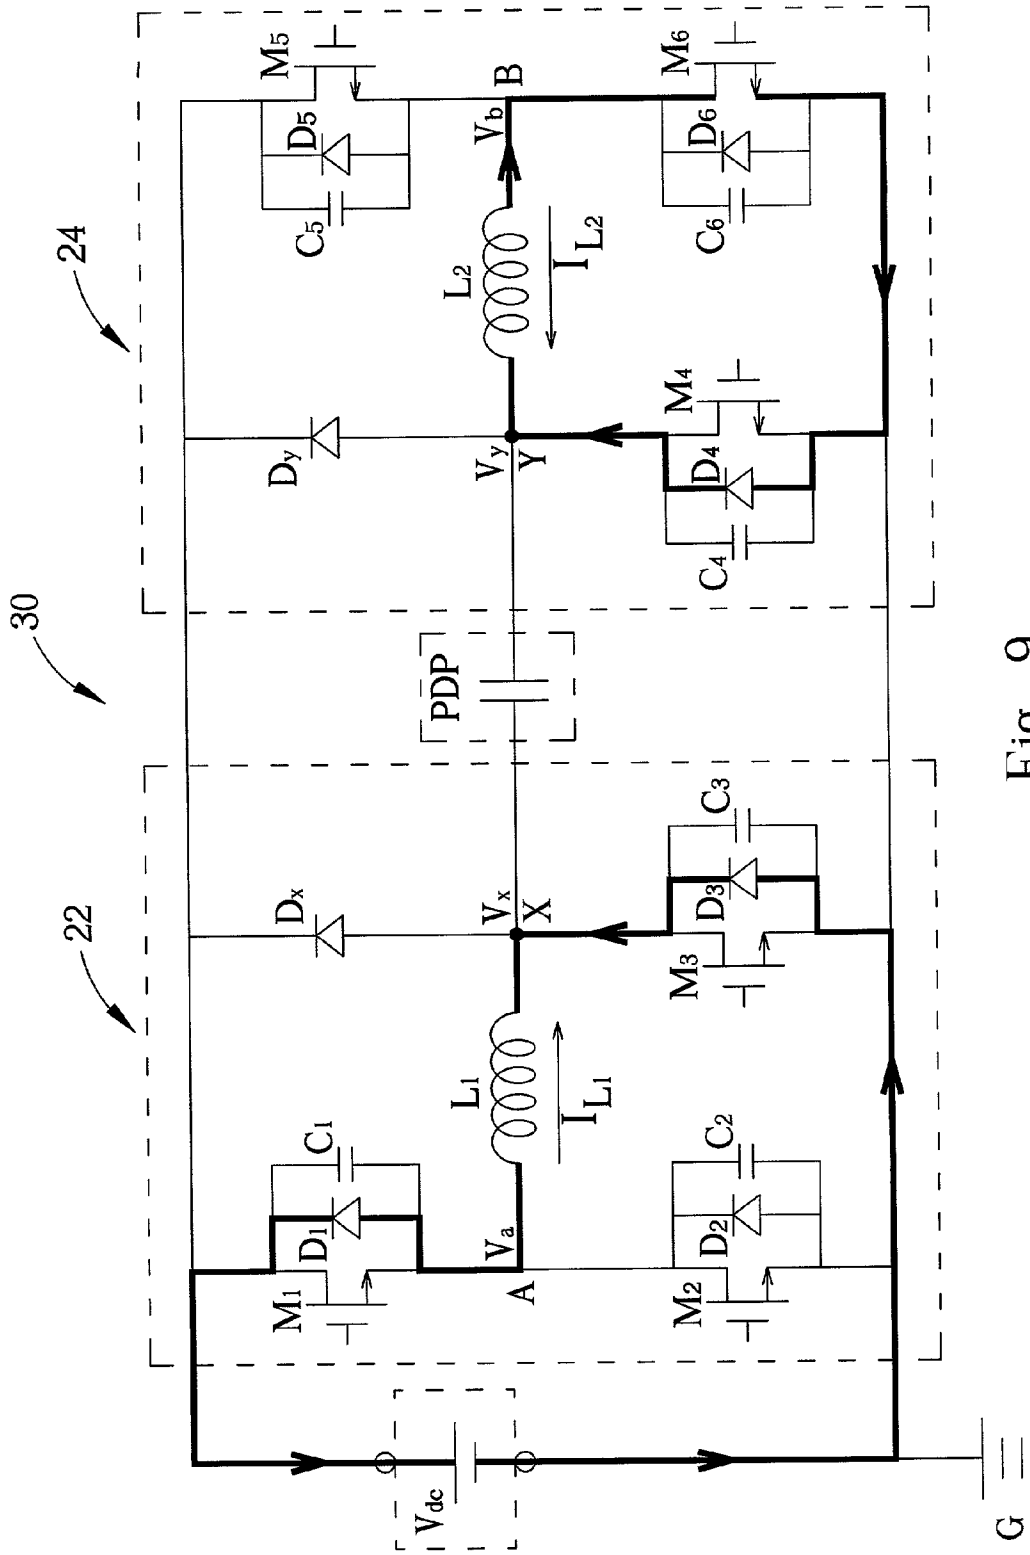 30
22
24
Vdc
G
M1
D1
C1
Dx
Dy
C5
D5
M5
A
Va
L1
IL1
Vx
X
PDP
Vy
Y
L2
IL2
Vb
B
M2
D2
C2
M3
D3
C3
C4
D4
M4
C6
D6
M6
Fig. 9